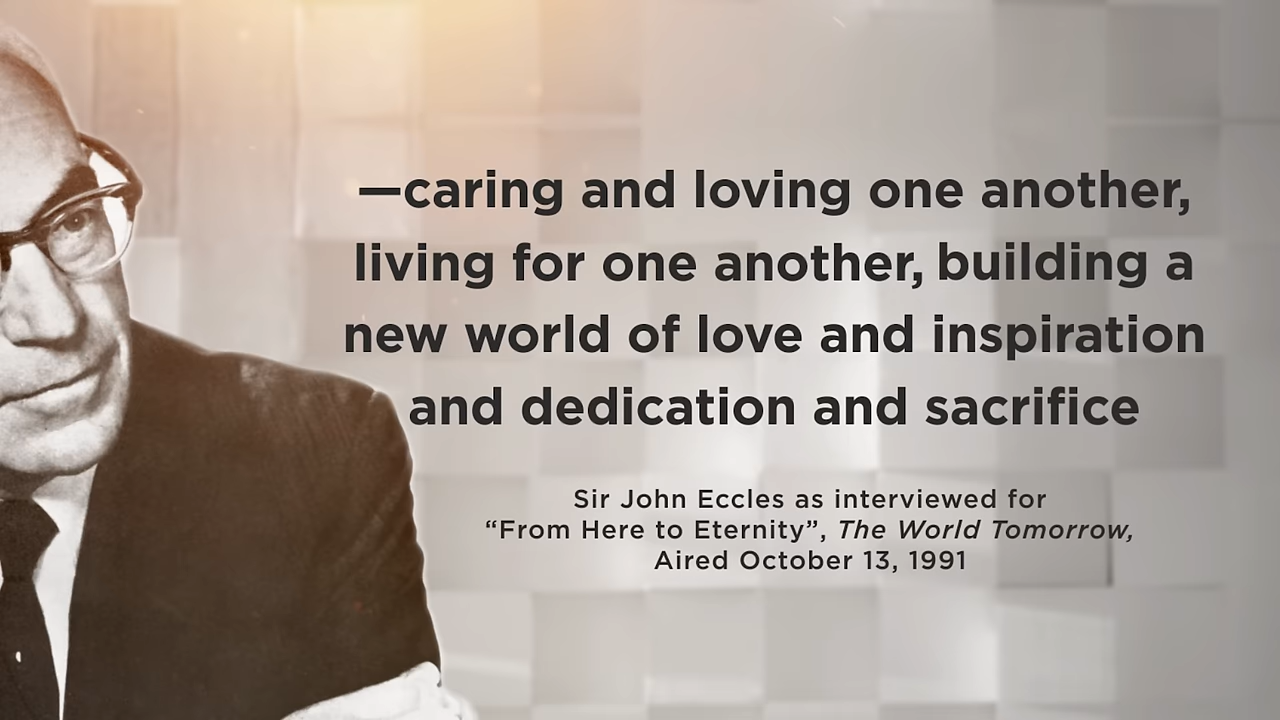 —caring and loving one another,
living for one another, building a
new world of love and inspiration
and dedication and sacrifice
Sir John Eccles as interviewed for
“From Here to Eternity”, The World Tomorrow,
Aired October 13, 1991